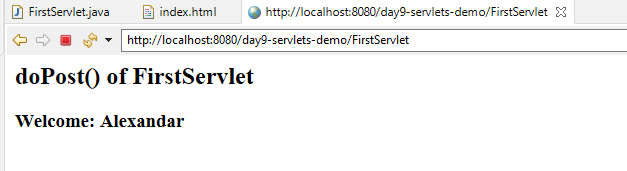 FirstServlet.java
index.html
http://localhost:8080/day9-servlets-demo/FirstServlet
http://localhost:8080/day9-servlets-demo/FirstServlet
doPost() of FirstServlet
Welcome: Alexandar